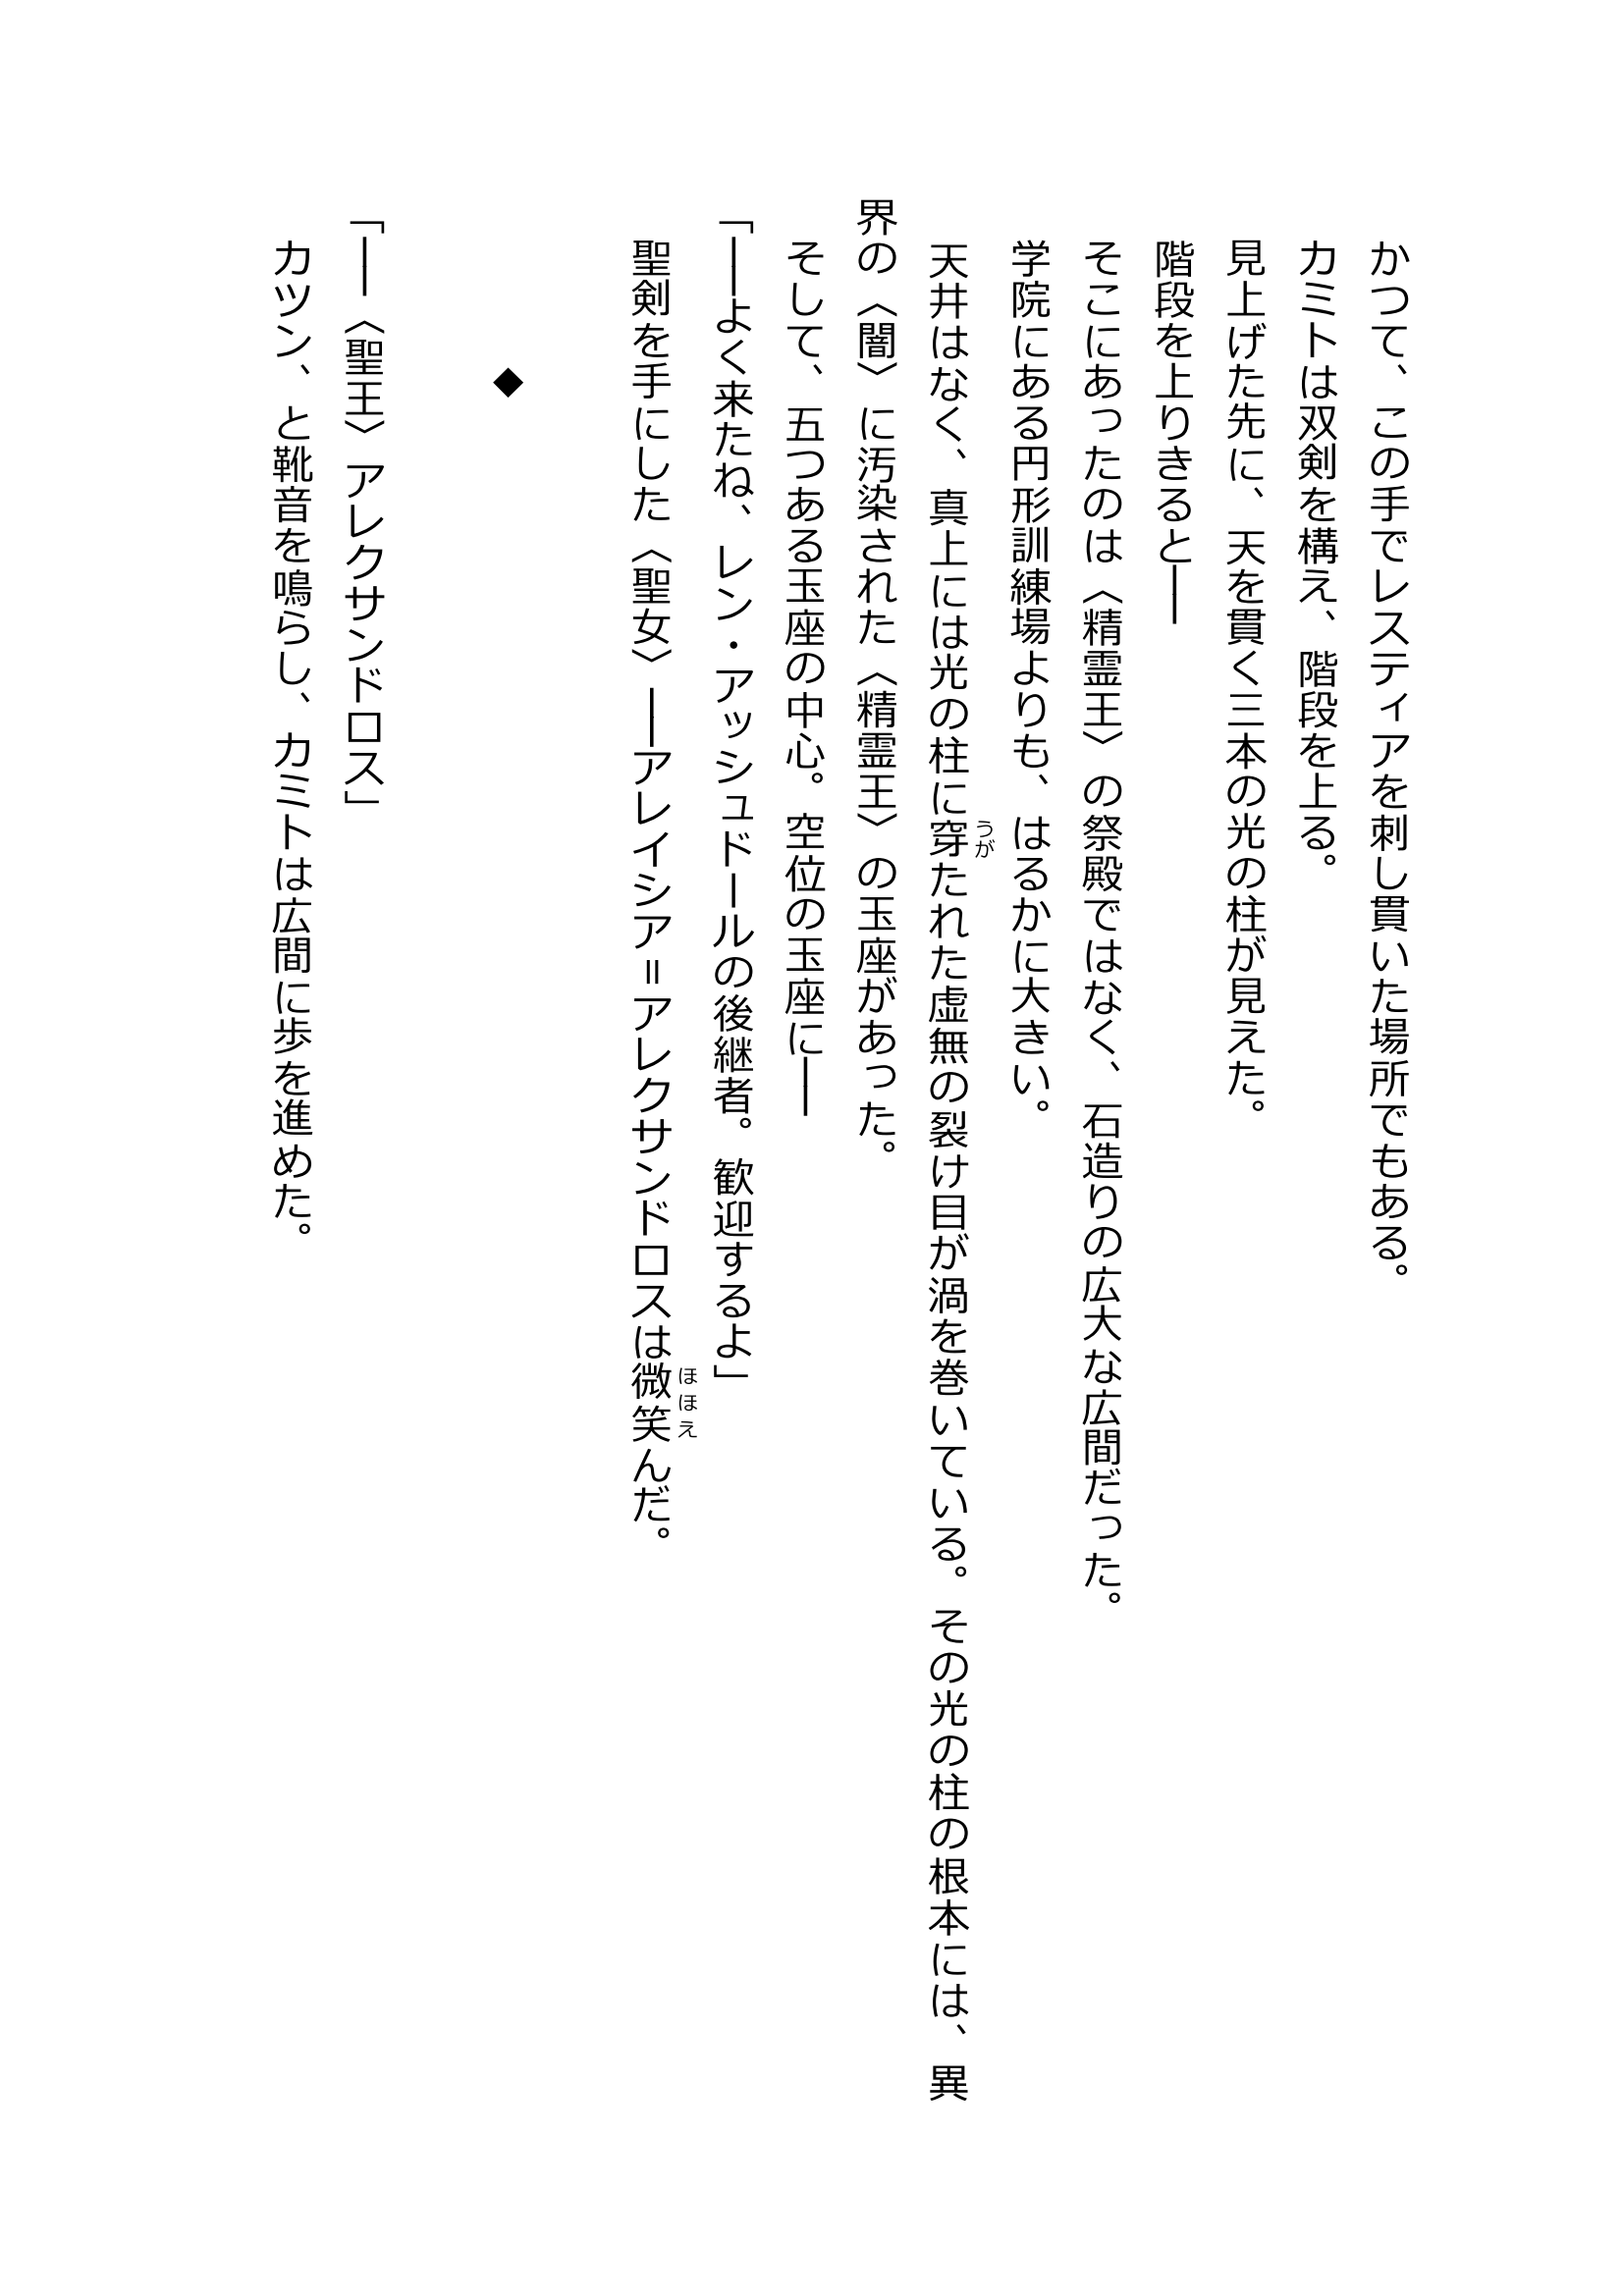 かつて、この手でレスティアを刺し貫いた場所でもある。
カミトは双剣を構え、階段を上る。
見上げた先に、天を貫く三本の光の柱が見えた。
階段を上りきると――
そこにあったのは〈精霊王〉の祭殿ではなく、石造りの広大な広間だった。
学院にある円形訓練場よりも、はるかに大きい。
天井はなく、真上には光の柱に穿たれた虚無の裂け目が渦を巻いている。その光の柱の根本には、異
うが
界の〈闇〉に汚染された〈精霊王〉の玉座があった。
そして、五つある玉座の中心。空位の玉座に――
「――よく来たね、レン・アッシュドールの後継者。歓迎するよ」
聖剣を手にした〈聖女〉――アレイシア＝アレクサンドロスは微笑んだ。
ほほえ
◆
「――〈聖王〉アレクサンドロス」
カツン、と靴音を鳴らし、カミトは広間に歩を進めた。